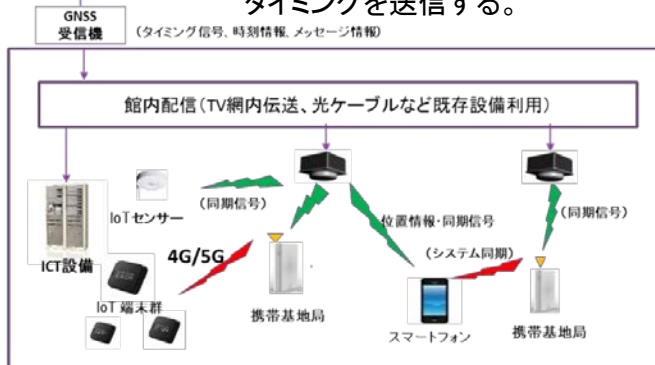 タイミングを送信する。
GNSS
受信機
(タイミング信号、時刻情報、メッセージ情報)
館内配信(TV網内伝送、光ケーブルなど既存設備利用)
IoTセンサー
(同期信号)
位置情報・同期信号
(同期信号)
ICT設備
4G/5G
(システム同期)
IoT 端末群
携帯基地局
スマートフォン
携帯基地局